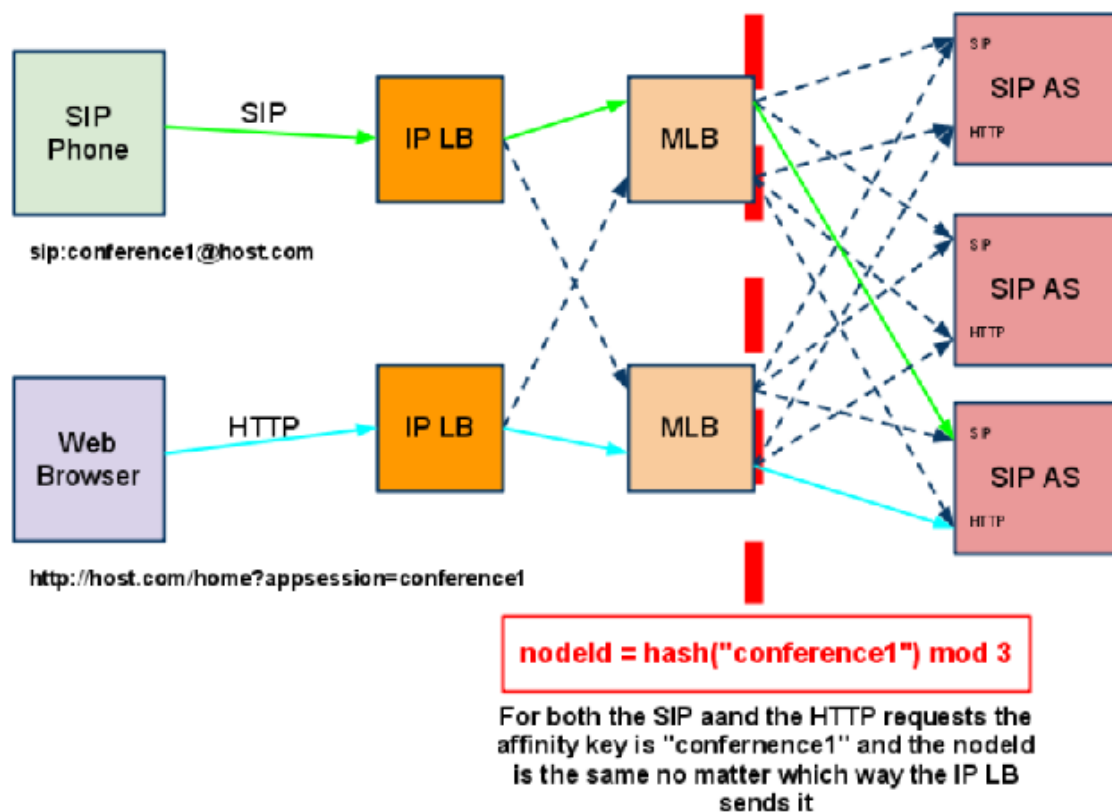 SIP
Phone
SIP
IP LB
MLB
SIP
SIP AS
HTTP
sip:conference1@host.com
SIP
SIP AS
HTTP
Web
Browser
HTTP
IP LB
MLB
SIP
SIP AS
HTTP
http://host.com/home?appsession=conference1
nodeId = hash("conference1") mod 3
For both the SIP aand the HTTP requests the
affinity key is "confernence1" and the nodeId
is the same no matter which way the IP LB
sends it